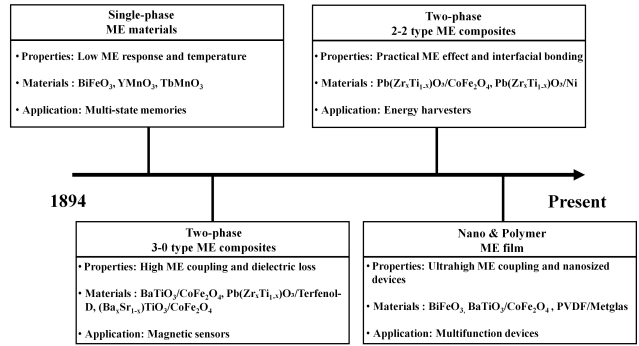 Single-phase
ME materials
• Properties: Low ME response and temperature
• Materials : BiFeO₃, YMnO₃, TbMnO₃
• Application: Multi-state memories
Two-phase
2-2 type ME composites
• Properties: Practical ME effect and interfacial bonding
• Materials : Pb(ZrₓTi₁₋ₓ)O₃/CoFe₂O₄, Pb(ZrₓTi₁₋ₓ)O₃/Ni
• Application: Energy harvesters
1894
Present
Two-phase
3-0 type ME composites
• Properties: High ME coupling and dielectric loss
• Materials : BaTiO₃/CoFe₂O₄, Pb(ZrₓTi₁₋ₓ)O₃/Terfenol-
D, (BaₓSr₁₋ₓ)TiO₃/CoFe₂O₄
• Application: Magnetic sensors
Nano & Polymer
ME film
• Properties: Ultrahigh ME coupling and nanosized
devices
• Materials : BiFeO₃, BaTiO₃/CoFe₂O₄ , PVDF/Metglas
• Application: Multifunction devices